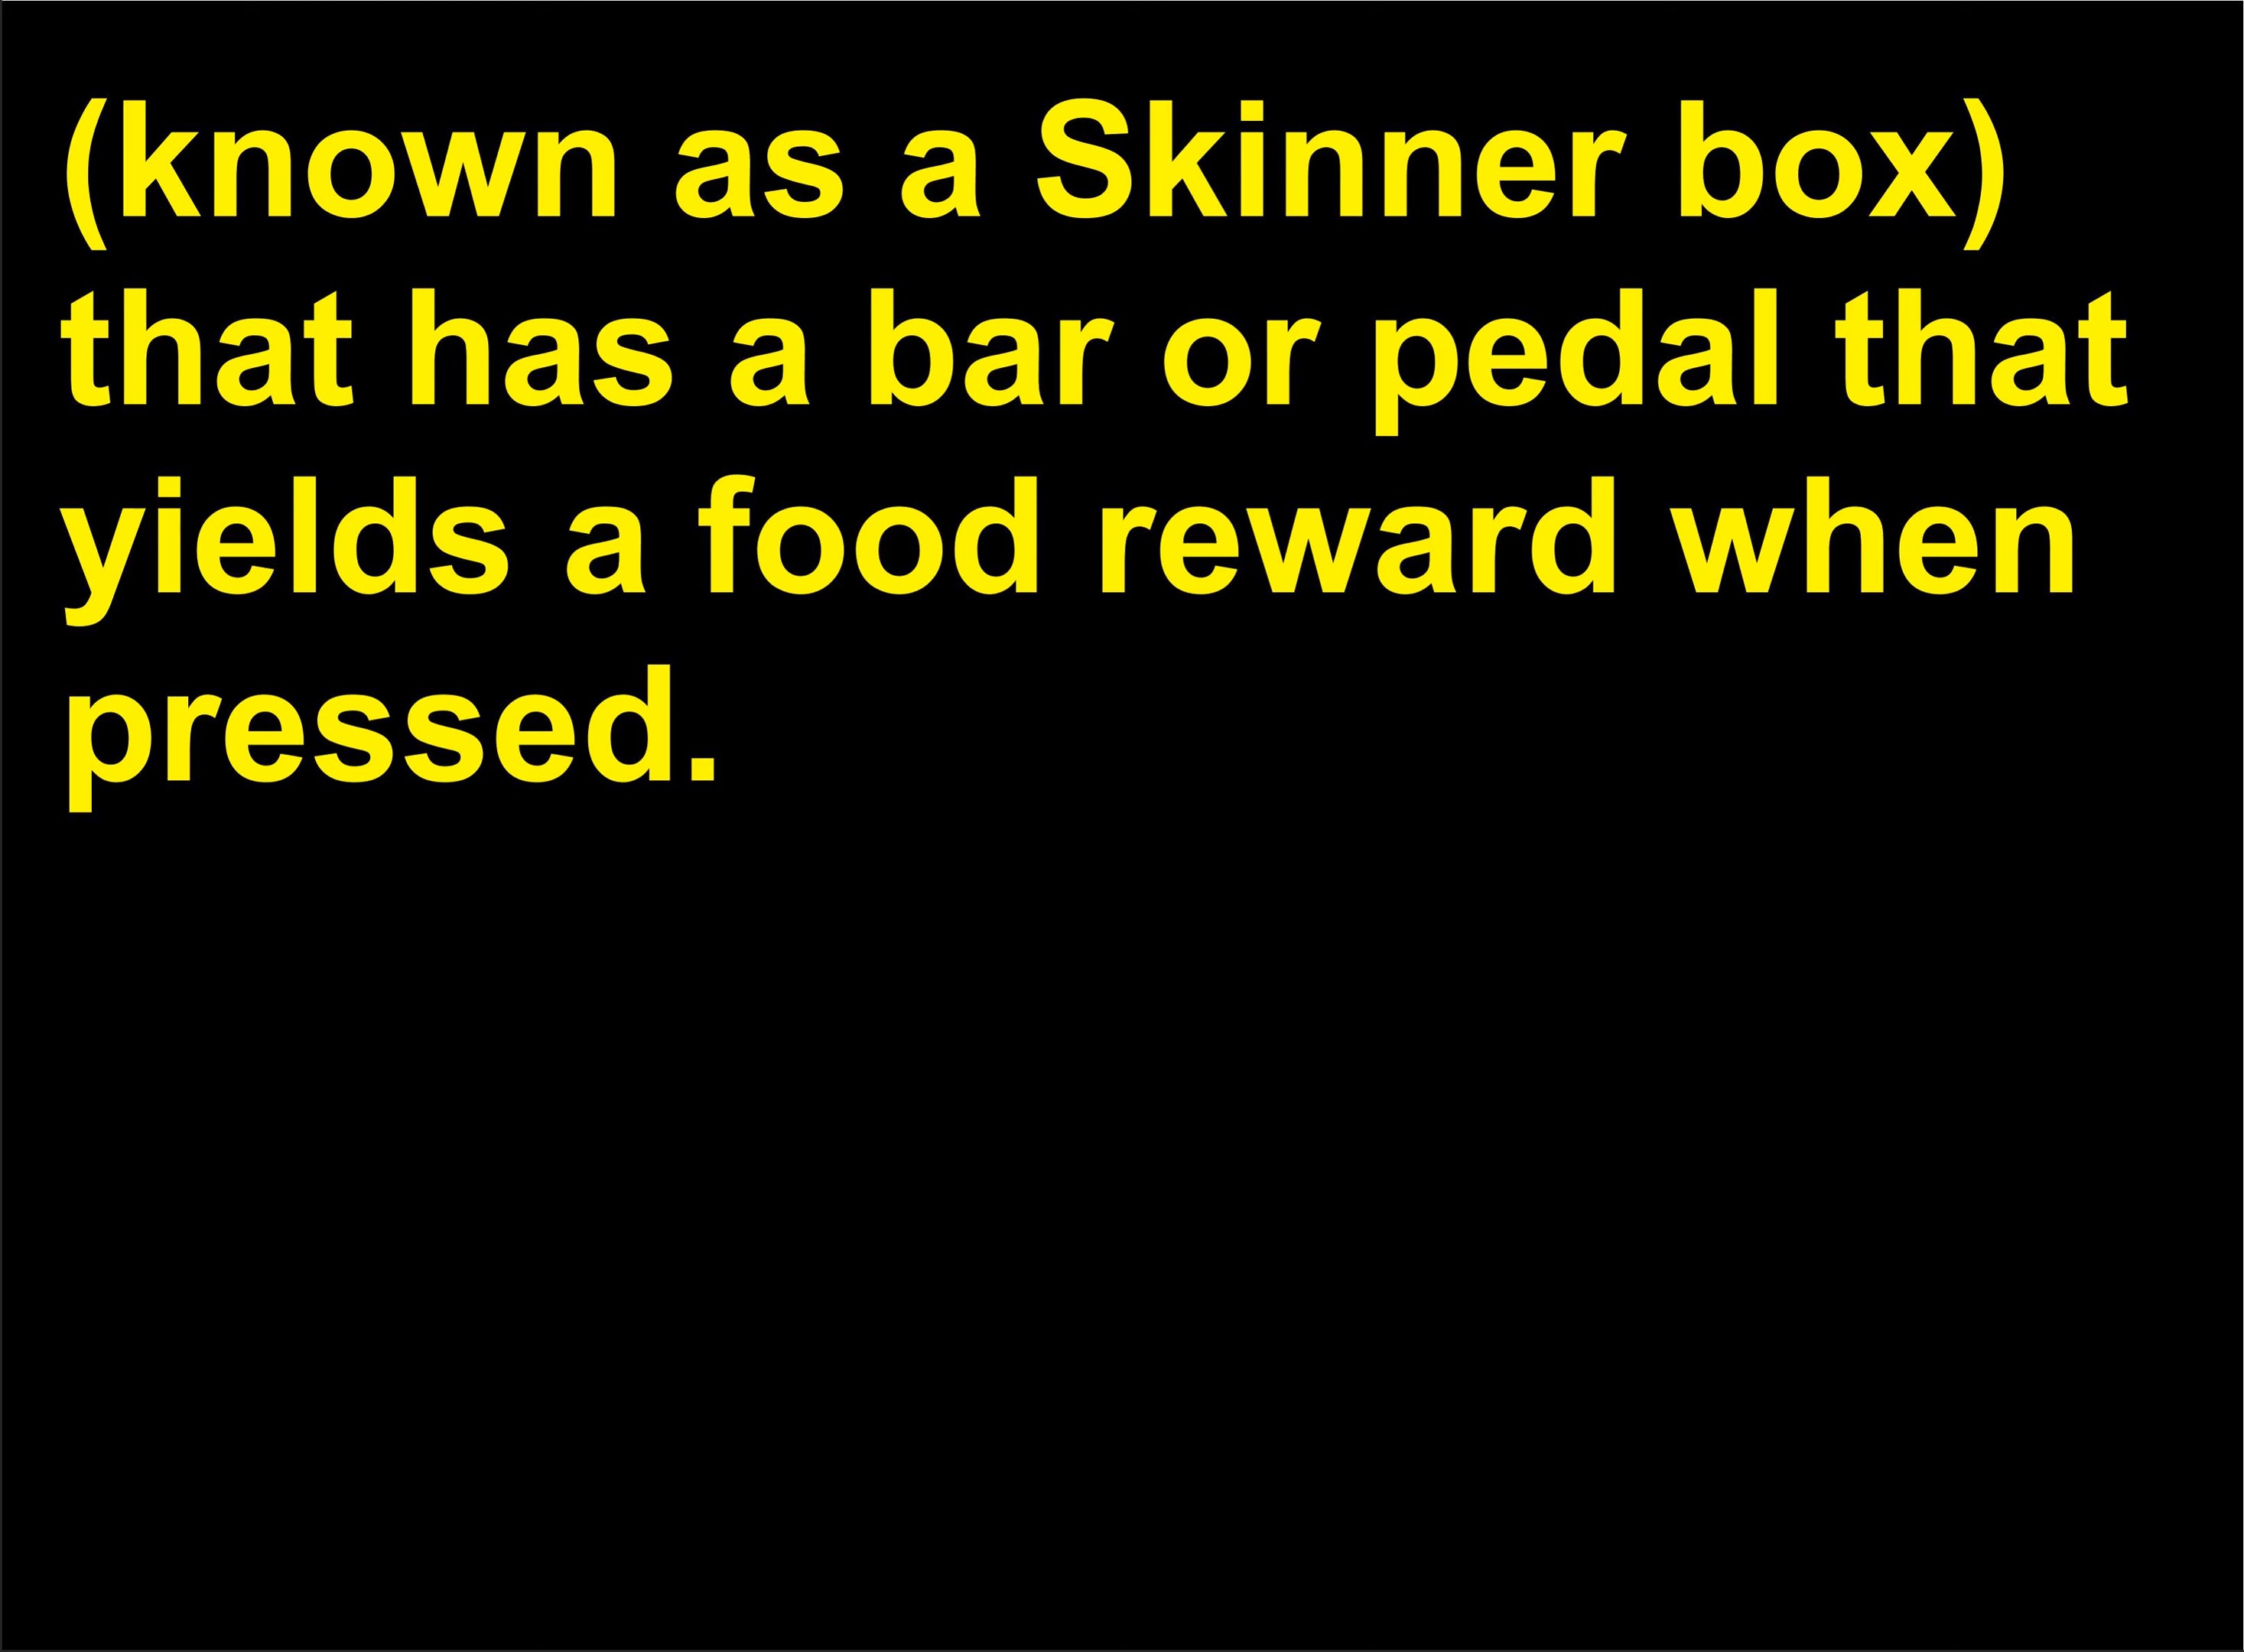 (known as a Skinner box)
that has a bar or pedal that
yields a food reward when
pressed.